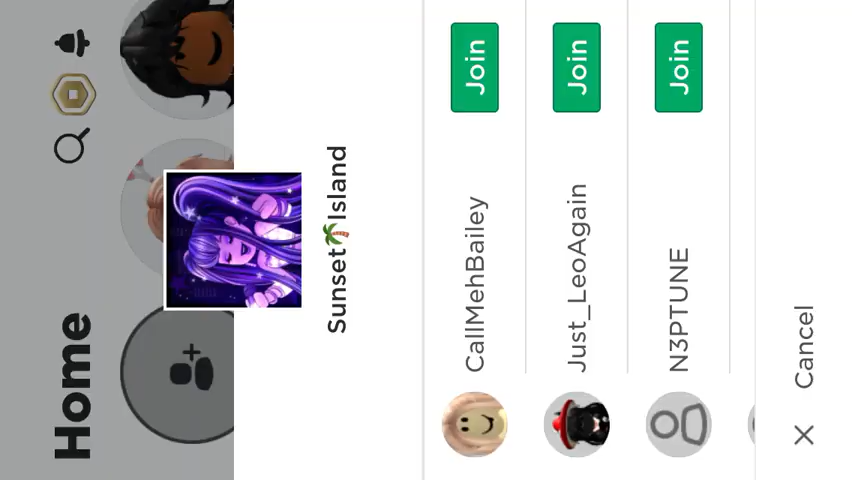 Home
Sunset🌴Island
CallMehBailey
Join
Just_LeoAgain
Join
N3PTUNE
Join
Cancel